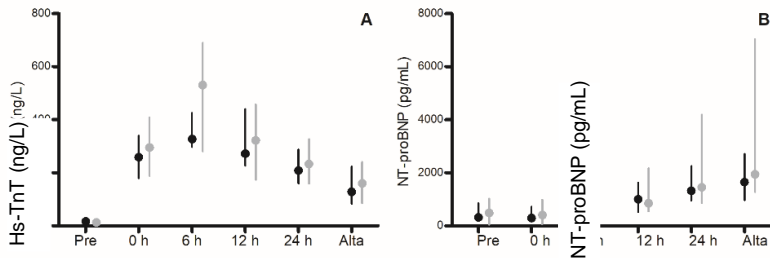 A
800
600
400
Hs-TnT (ng/L)
(ng/L)
Pre 0 h 6 h 12 h 24 h Alta
B
8000
6000
4000
2000
0
NT-proBNP (pg/mL)
NT-proBNP (pg/mL)
Pre 0 h 12 h 24 h Alta